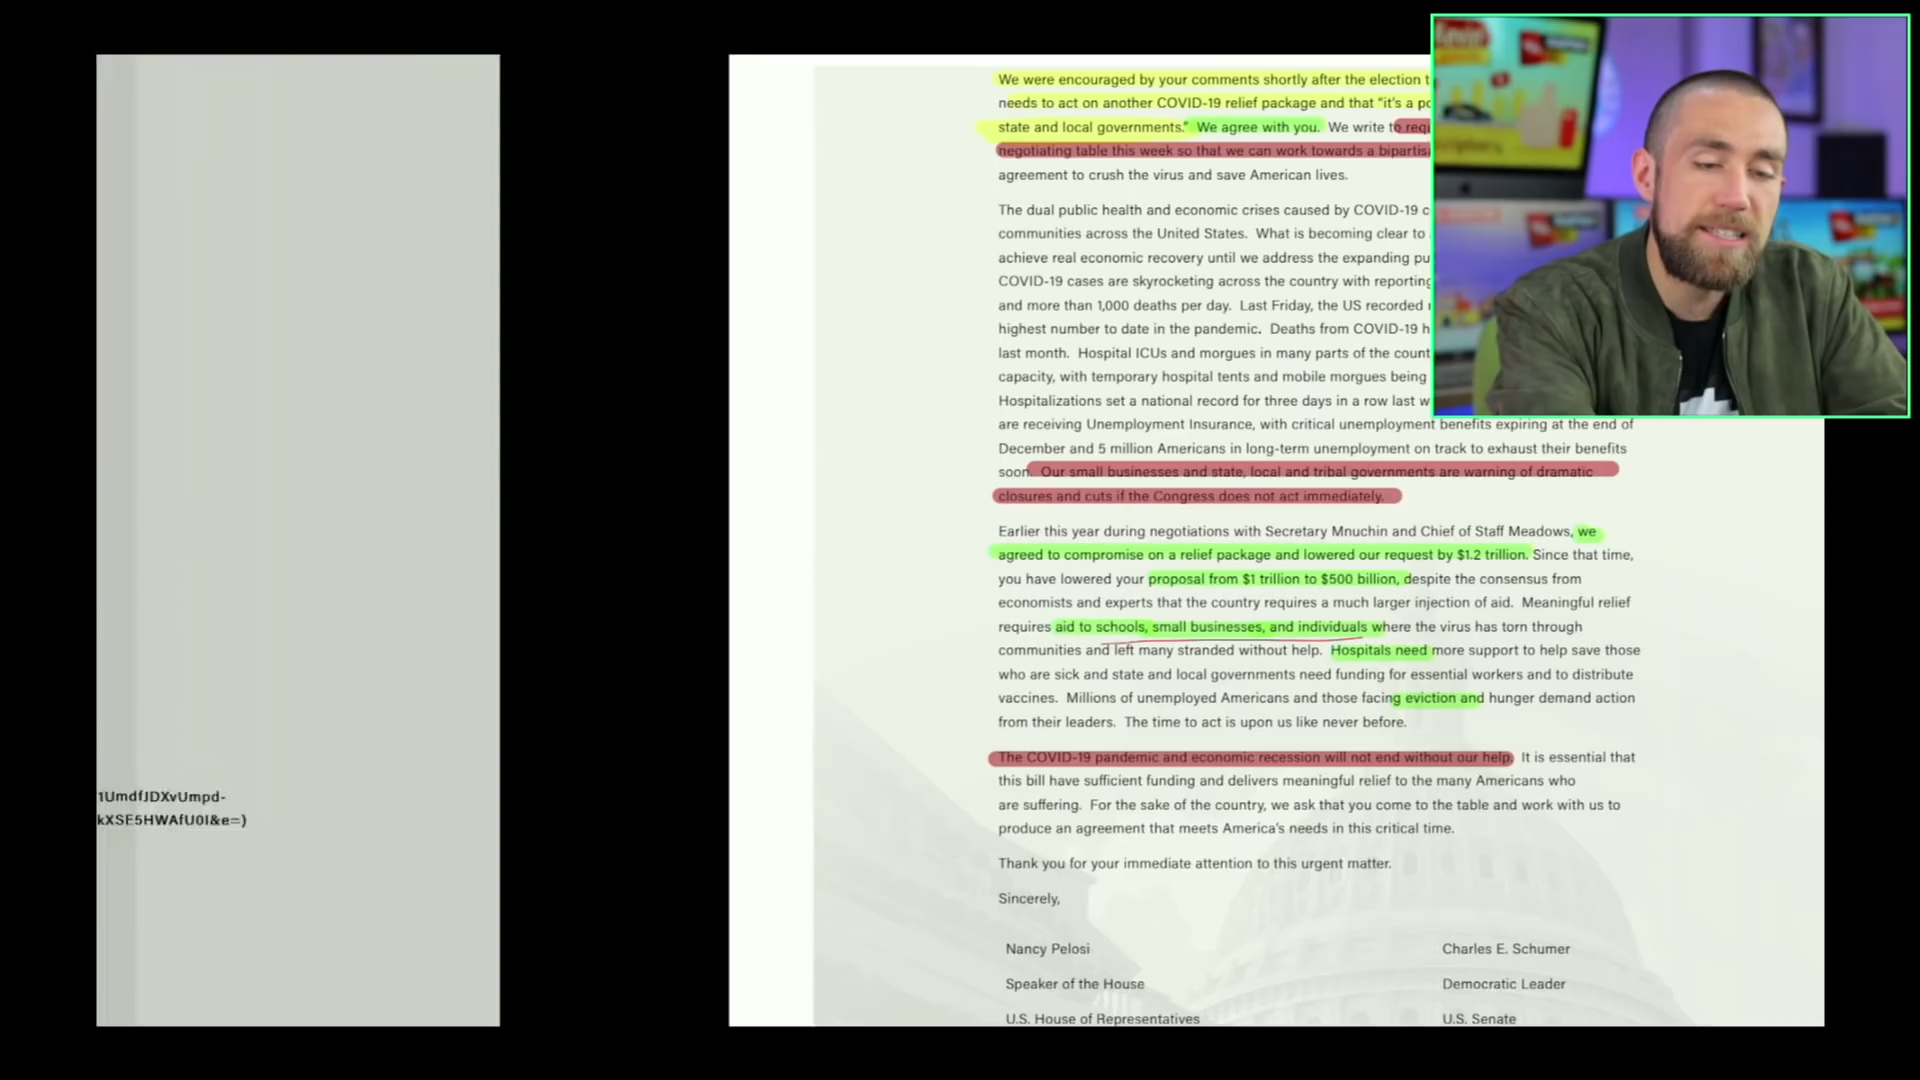 1UmdfJDXvUmpd-
kXSE5HWAfU0I&e=)
We were encouraged by your comments shortly after the election
needs to act on another COVID-19 relief package and that “it’s a
state and local governments.” We agree with you. We write to
negotiating table this week so that we can work towards a
agreement to crush the virus and save American lives.
The dual public health and economic crises caused by COVID-19
communities across the United States. What is becoming clear to
achieve real economic recovery until we address the expanding
COVID-19 cases are skyrocketing across the country with reporting
and more than 1,000 deaths per day. Last Friday, the US recorded
highest number to date in the pandemic. Deaths from COVID-19
last month. Hospital ICUs and morgues in many parts of the
capacity, with temporary hospital tents and mobile morgues being
Hospitalizations set a national record for three days in a row last
are receiving Unemployment Insurance, with critical unemployment benefits expiring at the end of
December and 5 million Americans in long-term unemployment on track to exhaust their benefits
soon. Our small businesses and state, local and tribal governments are warning of dramatic
closures and cuts if the Congress does not act immediately.
Earlier this year during negotiations with Secretary Mnuchin and Chief of Staff Meadows, we
agreed to compromise on a relief package and lowered our request by $1.2 trillion. Since that time,
you have lowered your proposal from $1 trillion to $500 billion, despite the consensus from
economists and experts that the country requires a much larger injection of aid. Meaningful relief
requires aid to schools, small businesses, and individuals where the virus has torn through
communities and left many stranded without help. Hospitals need more support to help save those
who are sick and state and local governments need funding for essential workers and to distribute
vaccines. Millions of unemployed Americans and those facing eviction and hunger demand action
from their leaders. The time to act is upon us like never before.
The COVID-19 pandemic and economic recession will not end without our help. It is essential that
this bill have sufficient funding and delivers meaningful relief to the many Americans who
are suffering. For the sake of the country, we ask that you come to the table and work with us to
produce an agreement that meets America’s needs in this critical time.
Thank you for your immediate attention to this urgent matter.
Sincerely,
Nancy Pelosi
Charles E. Schumer
Speaker of the House
Democratic Leader
U.S. House of Representatives
U.S. Senate